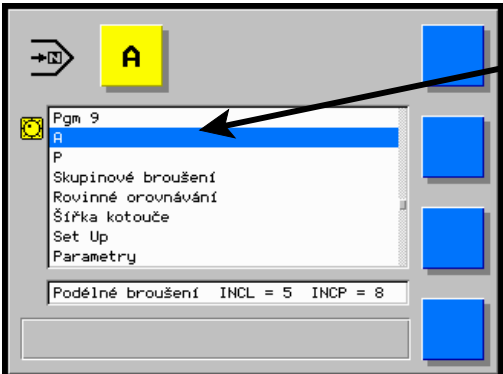 N
A
Pgm 9
A
P
Skupinové broušení
Rovinné orovnávání
Šířka kotouče
Set Up
Parametry
Podélné broušení INCL = 5 INCP = 8